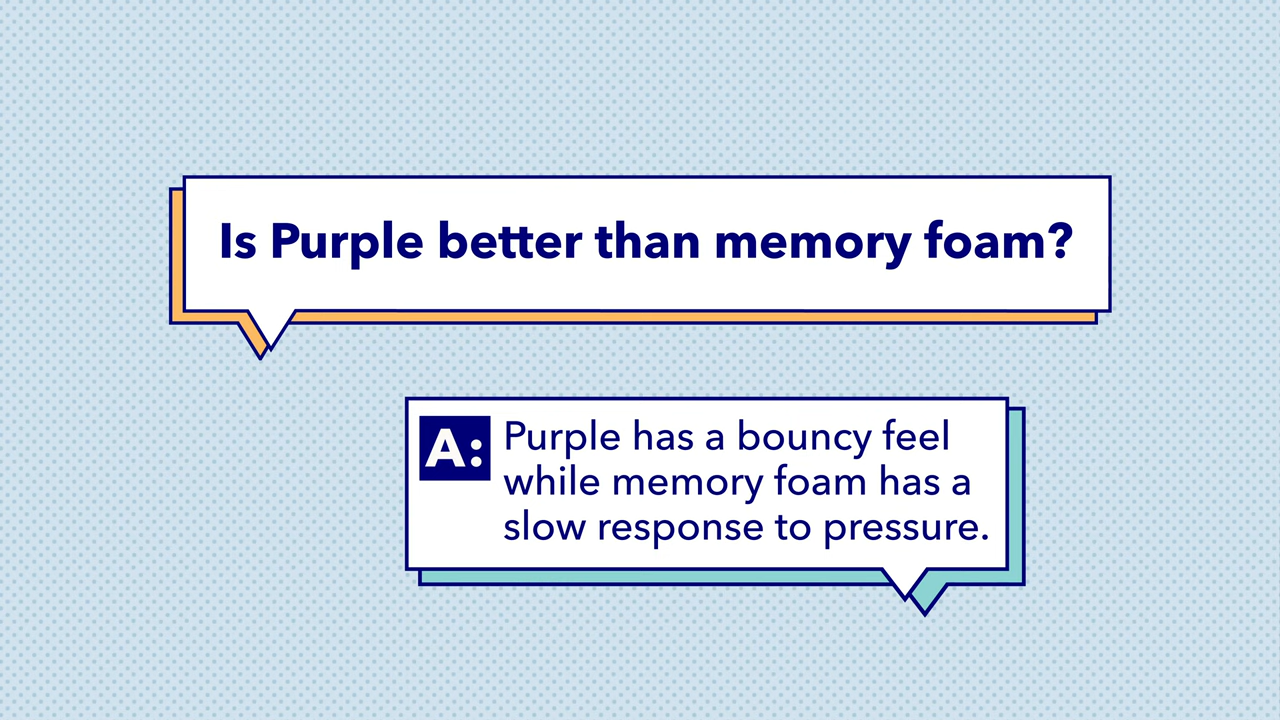 Is Purple better than memory foam?
A: Purple has a bouncy feel
while memory foam has a
slow response to pressure.